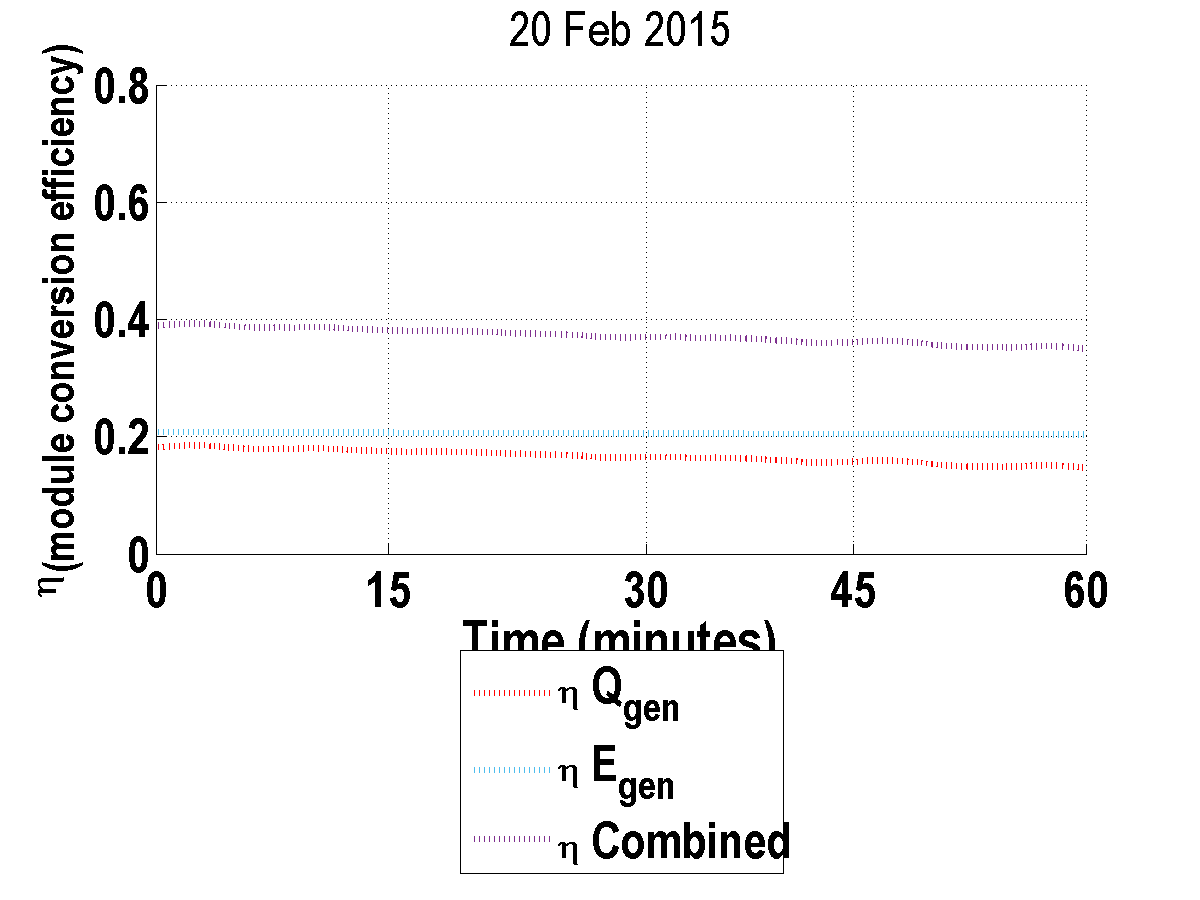 20 Feb 2015
η(module conversion efficiency)
0.8
0.6
0.4
0.2
0
0
15
30
45
60
Time (minutes)
η Qgen
η Egen
η Combined